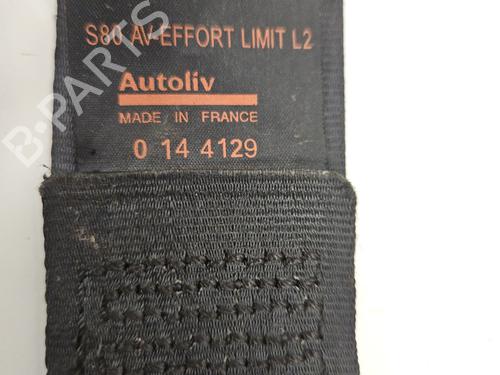 S80 AV-EFFORT LIMIT L2
Autoliv
MADE IN FRANCE
0 14 4129
B-PARTS